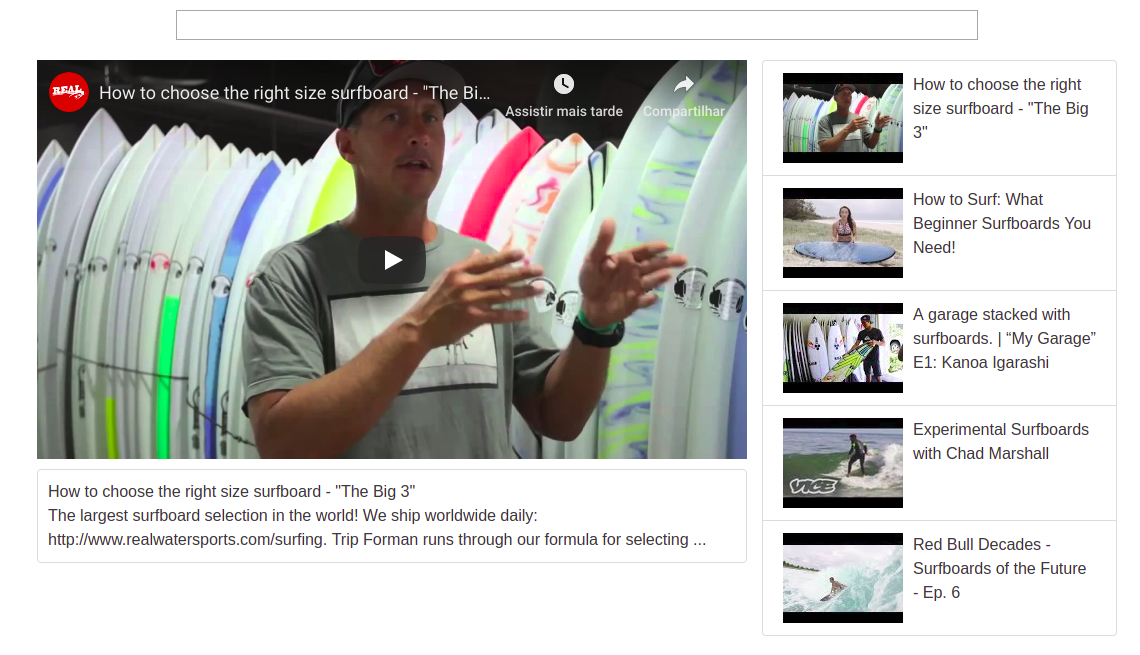 REAL
How to choose the right size surfboard - "The Bi...
Assistir mais tarde
Compartilhar
How to choose the right size surfboard - "The Big 3"
The largest surfboard selection in the world! We ship worldwide daily:
http://www.realwatersports.com/surfing. Trip Forman runs through our formula for selecting ...
How to choose the right
size surfboard - "The Big
3"
How to Surf: What
Beginner Surfboards You
Need!
A garage stacked with
surfboards. | “My Garage”
E1: Kanoa Igarashi
Experimental Surfboards
with Chad Marshall
VICE
Red Bull Decades -
Surfboards of the Future
- Ep. 6